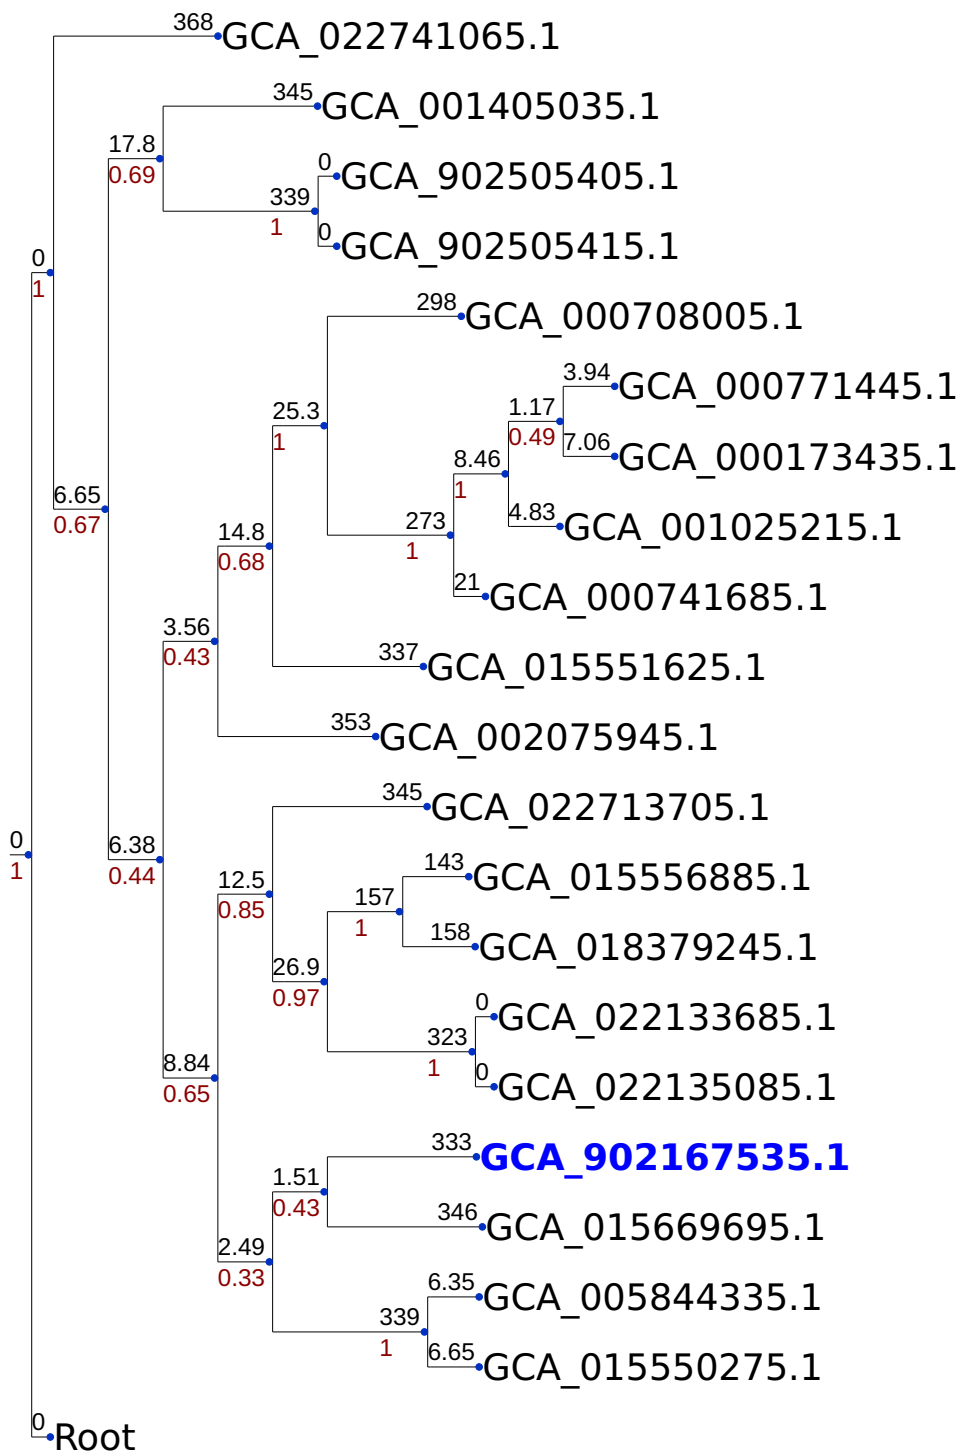 368 GCA_022741065.1
345 GCA_001405035.1
17.8
0.69
0 GCA_902505405.1
339
1
0 GCA_902505415.1
0
1
298 GCA_000708005.1
3.94 GCA_000771445.1
25.3
1
1.17
0.49
7.06 GCA_000173435.1
8.46
1
6.65
0.67
4.83 GCA_001025215.1
273
1
14.8
0.68
21 GCA_000741685.1
3.56
0.43
337 GCA_015551625.1
353 GCA_002075945.1
345 GCA_022713705.1
0
1
6.38
0.44
143 GCA_015556885.1
12.5
0.85
157
1
158 GCA_018379245.1
26.9
0.97
0 GCA_022133685.1
323
1
8.84
0.65
0 GCA_022135085.1
333 GCA_902167535.1
1.51
0.43
346 GCA_015669695.1
2.49
0.33
6.35 GCA_005844335.1
339
1
6.65 GCA_015550275.1
0 Root